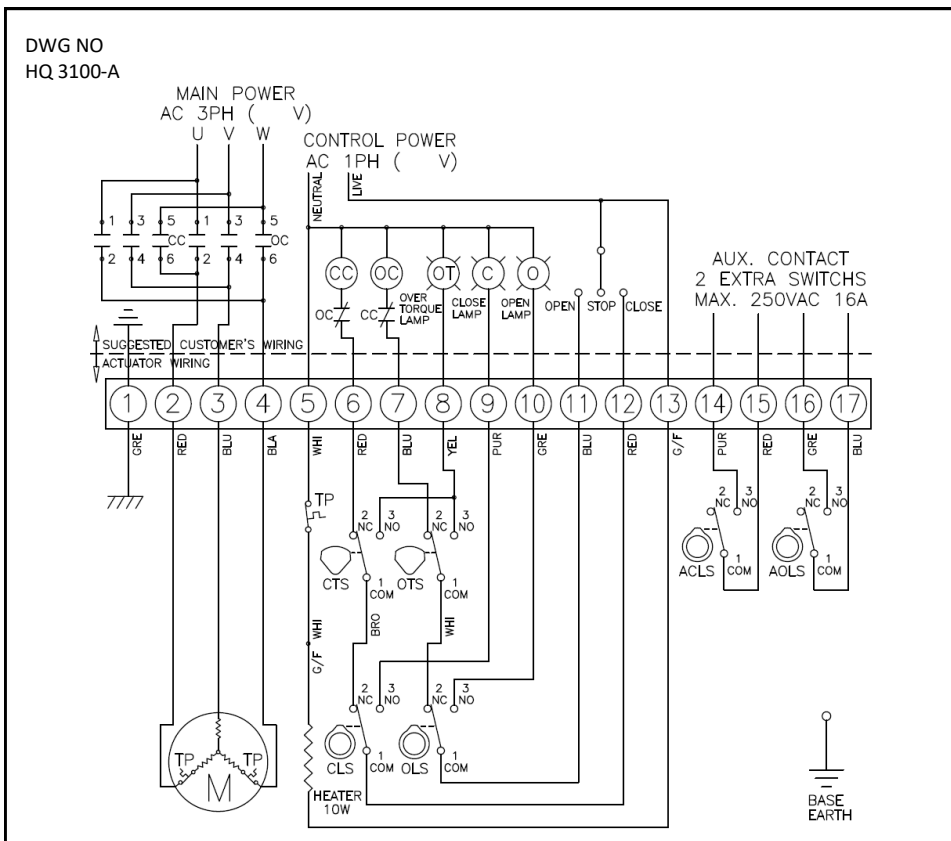 DWG NO
HQ 3100-A
MAIN POWER
AC 3PH ( V)
U V W
CONTROL POWER
AC 1PH ( V)
NEUTRAL
LIVE
1 3 5 1 3 5
CC OC
2 4 6 2 4 6
CC OC OT C O
OC CC
OVER
TORQUE
LAMP
CLOSE
LAMP
OPEN
LAMP
OPEN STOP CLOSE
AUX. CONTACT
2 EXTRA SWITCHS
MAX. 250VAC 16A
SUGGESTED CUSTOMER'S WIRING
ACTUATOR WIRING
1 2 3 4 5 6 7 8 9 10 11 12 13 14 15 16 17
GRE RED BLU BLA WHI RED BLU YEL PUR GRE BLU RED G/F PUR RED GRE BLU
TP
2 3 2 3
NC NO NC NO
CTS OTS
1 1
COM COM
2 3 2 3
NC NO NC NO
ACLS AOLS
1 1
COM COM
WHI
G/F
BRO WHI
2 3 2 3
NC NO NC NO
CLS OLS
1 1
COM COM
TP TP
M
HEATER
10W
BASE
EARTH